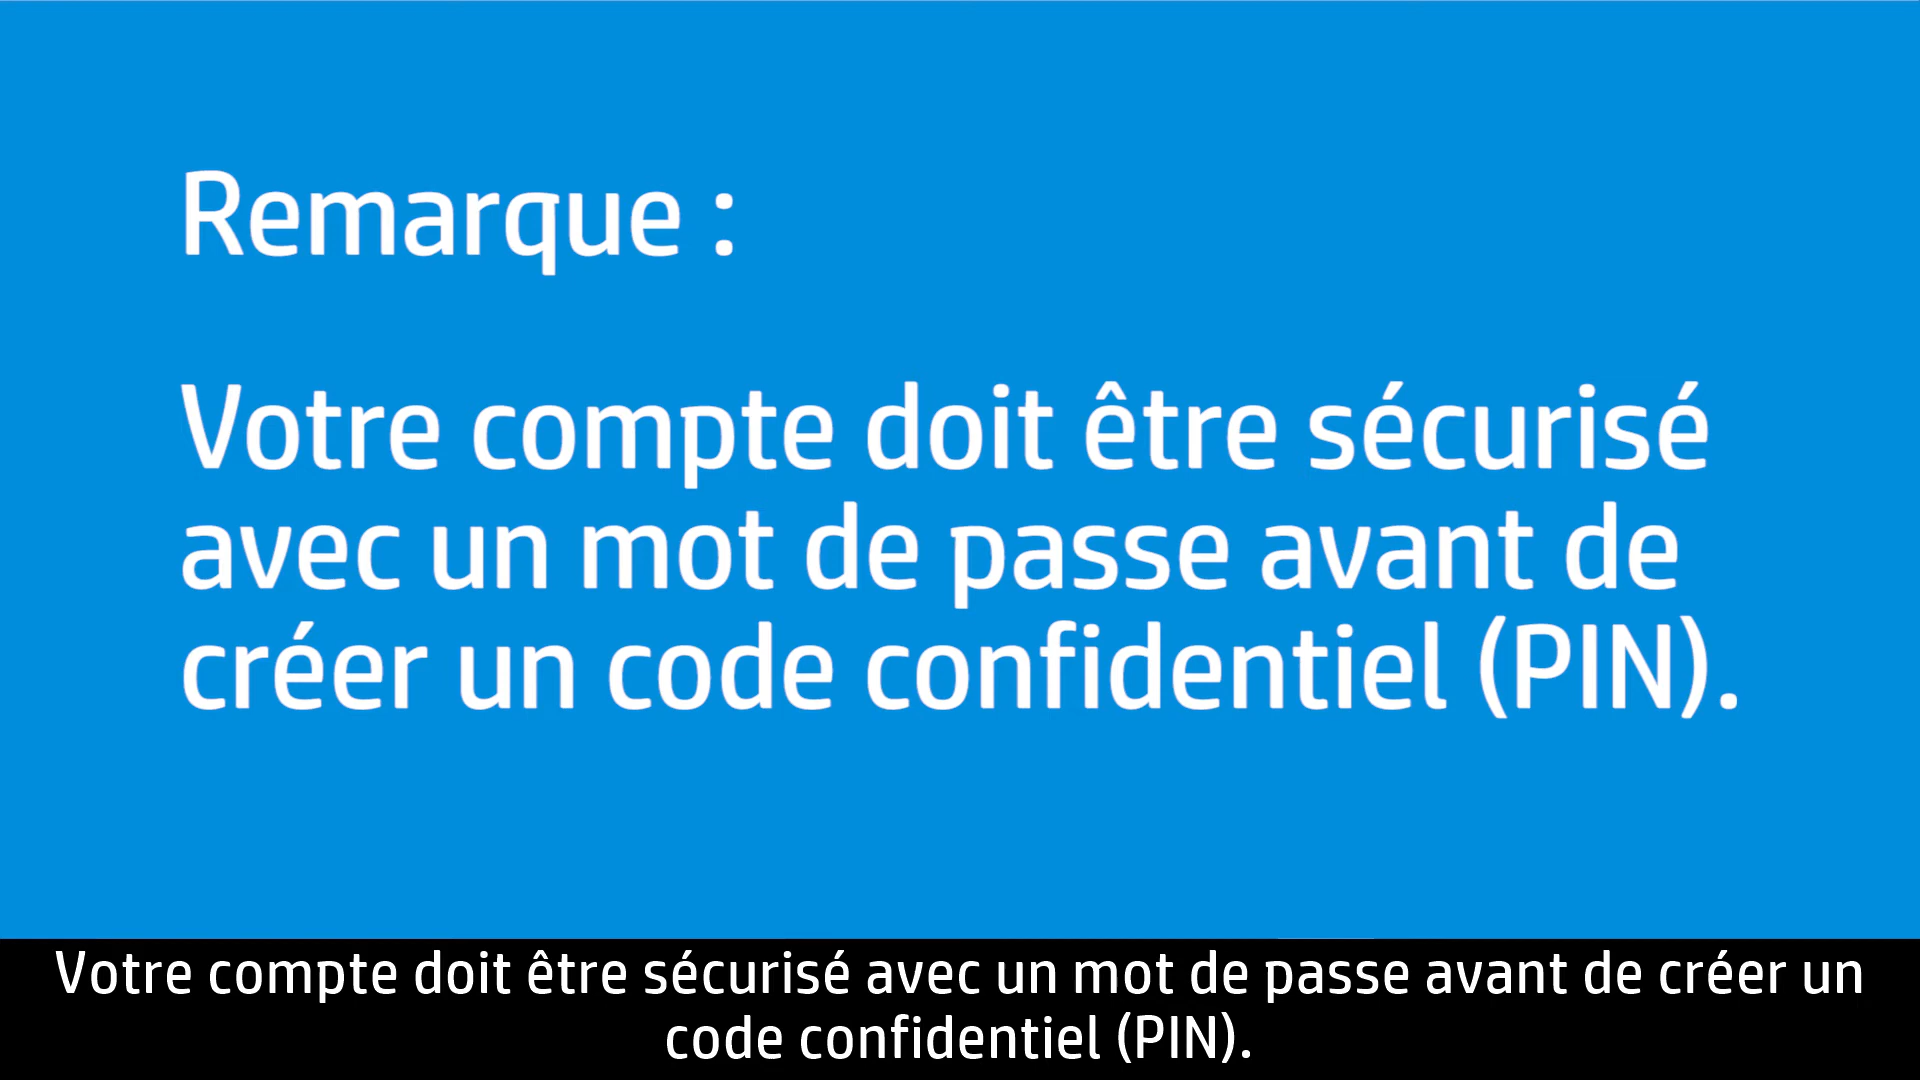 Remarque :
Votre compte doit être sécurisé
avec un mot de passe avant de
créer un code confidentiel (PIN).
Votre compte doit être sécurisé avec un mot de passe avant de créer un
code confidentiel (PIN).